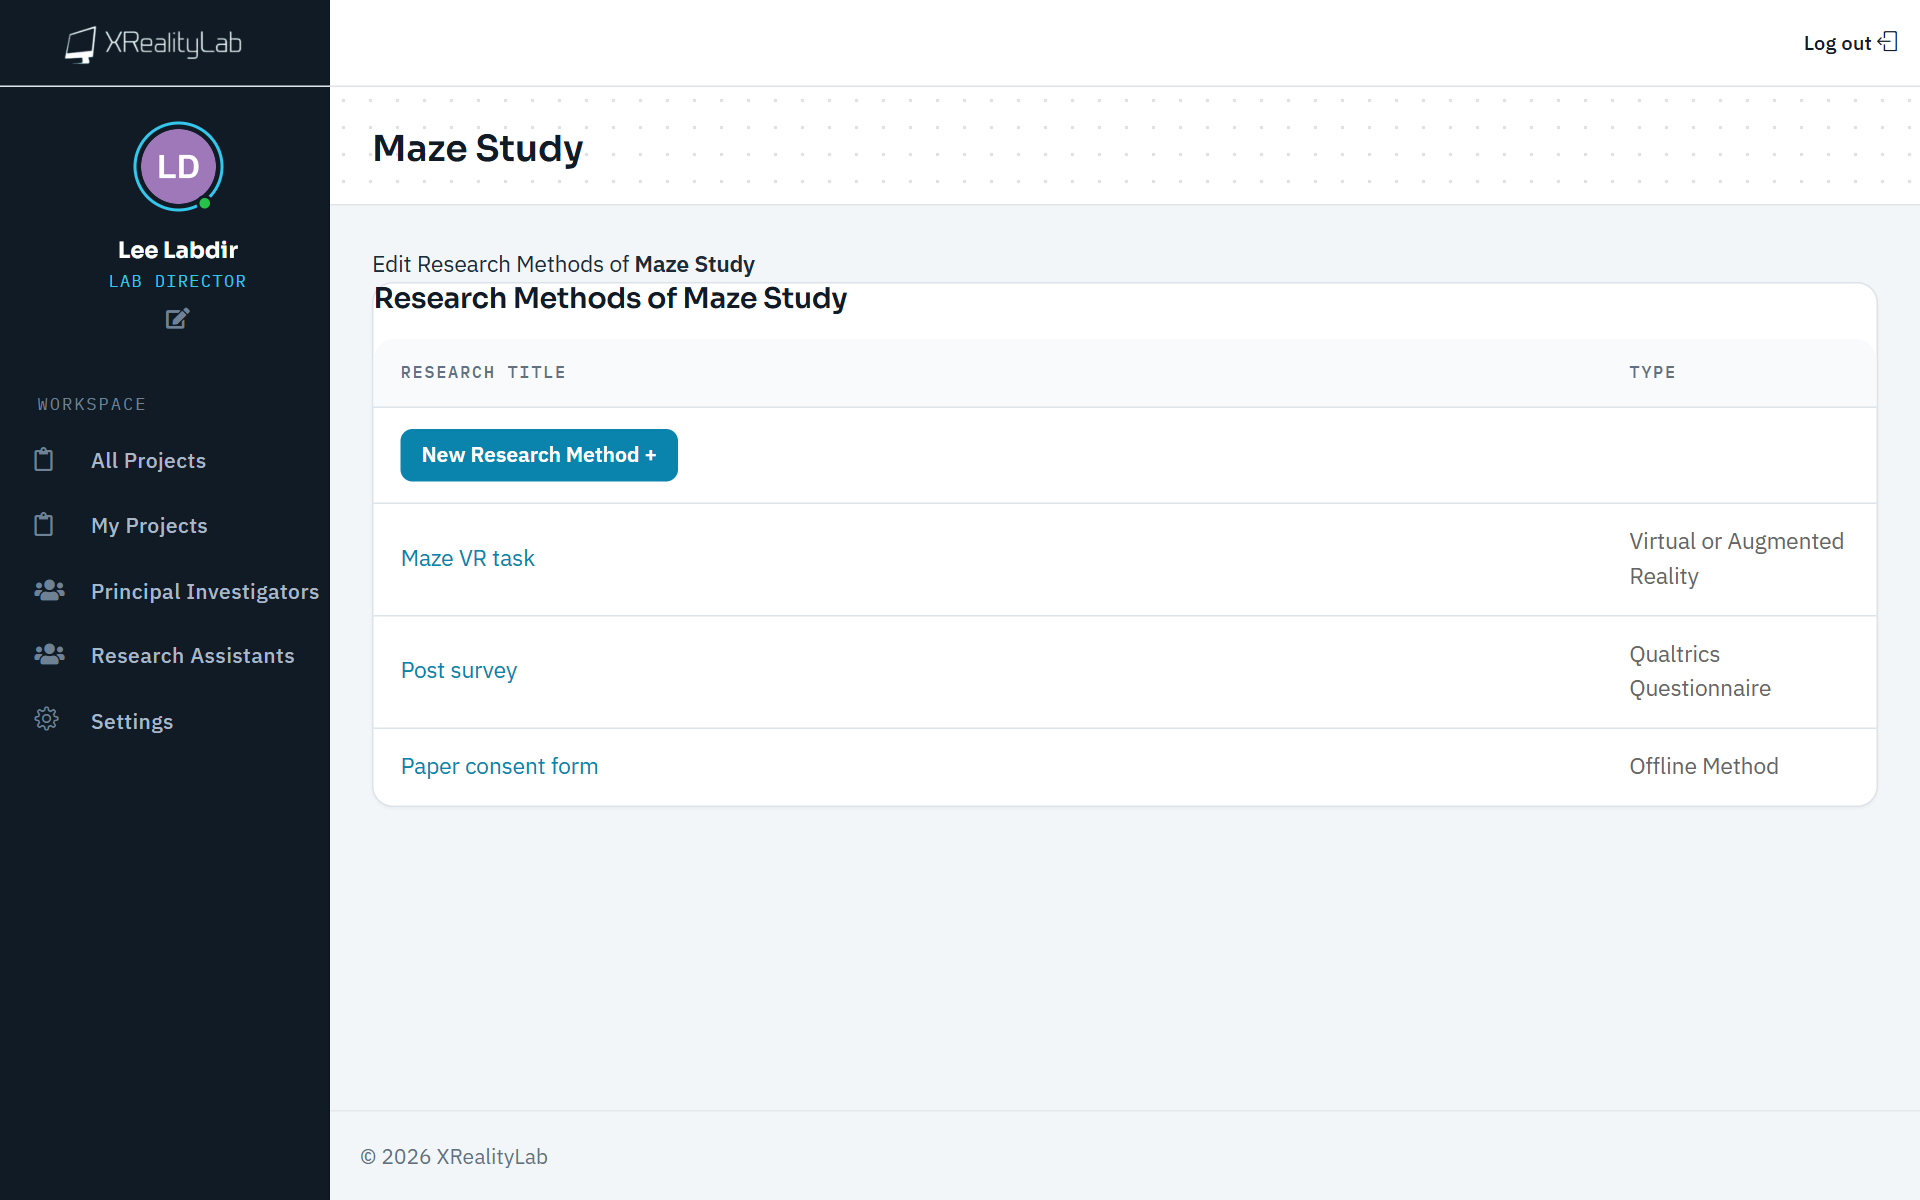 XRealityLab
Log out
LD
Lee Labdir
LAB DIRECTOR
WORKSPACE
All Projects
My Projects
Principal Investigators
Research Assistants
Settings
Maze Study
Edit Research Methods of Maze Study
Research Methods of Maze Study
RESEARCH TITLE TYPE
New Research Method +
Maze VR task Virtual or Augmented
Reality
Post survey Qualtrics
Questionnaire
Paper consent form Offline Method
© 2026 XRealityLab